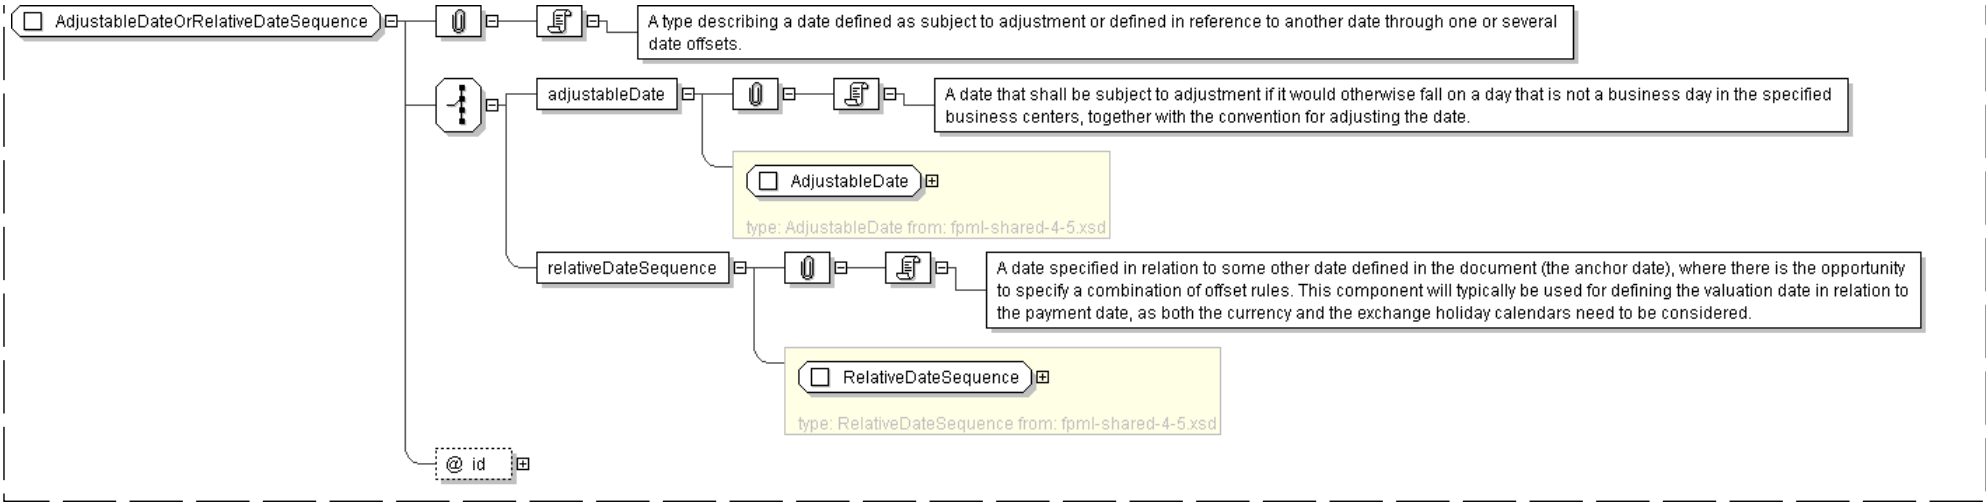 AdjustableDateOrRelativeDateSequence
A type describing a date defined as subject to adjustment or defined in reference to another date through one or several
date offsets.
adjustableDate
A date that shall be subject to adjustment if it would otherwise fall on a day that is not a business day in the specified
business centers, together with the convention for adjusting the date.
AdjustableDate
type: AdjustableDate from: fpml-shared-4-5.xsd
relativeDateSequence
A date specified in relation to some other date defined in the document (the anchor date), where there is the opportunity
to specify a combination of offset rules. This component will typically be used for defining the valuation date in relation to
the payment date, as both the currency and the exchange holiday calendars need to be considered.
RelativeDateSequence
type: RelativeDateSequence from: fpml-shared-4-5.xsd
@ id